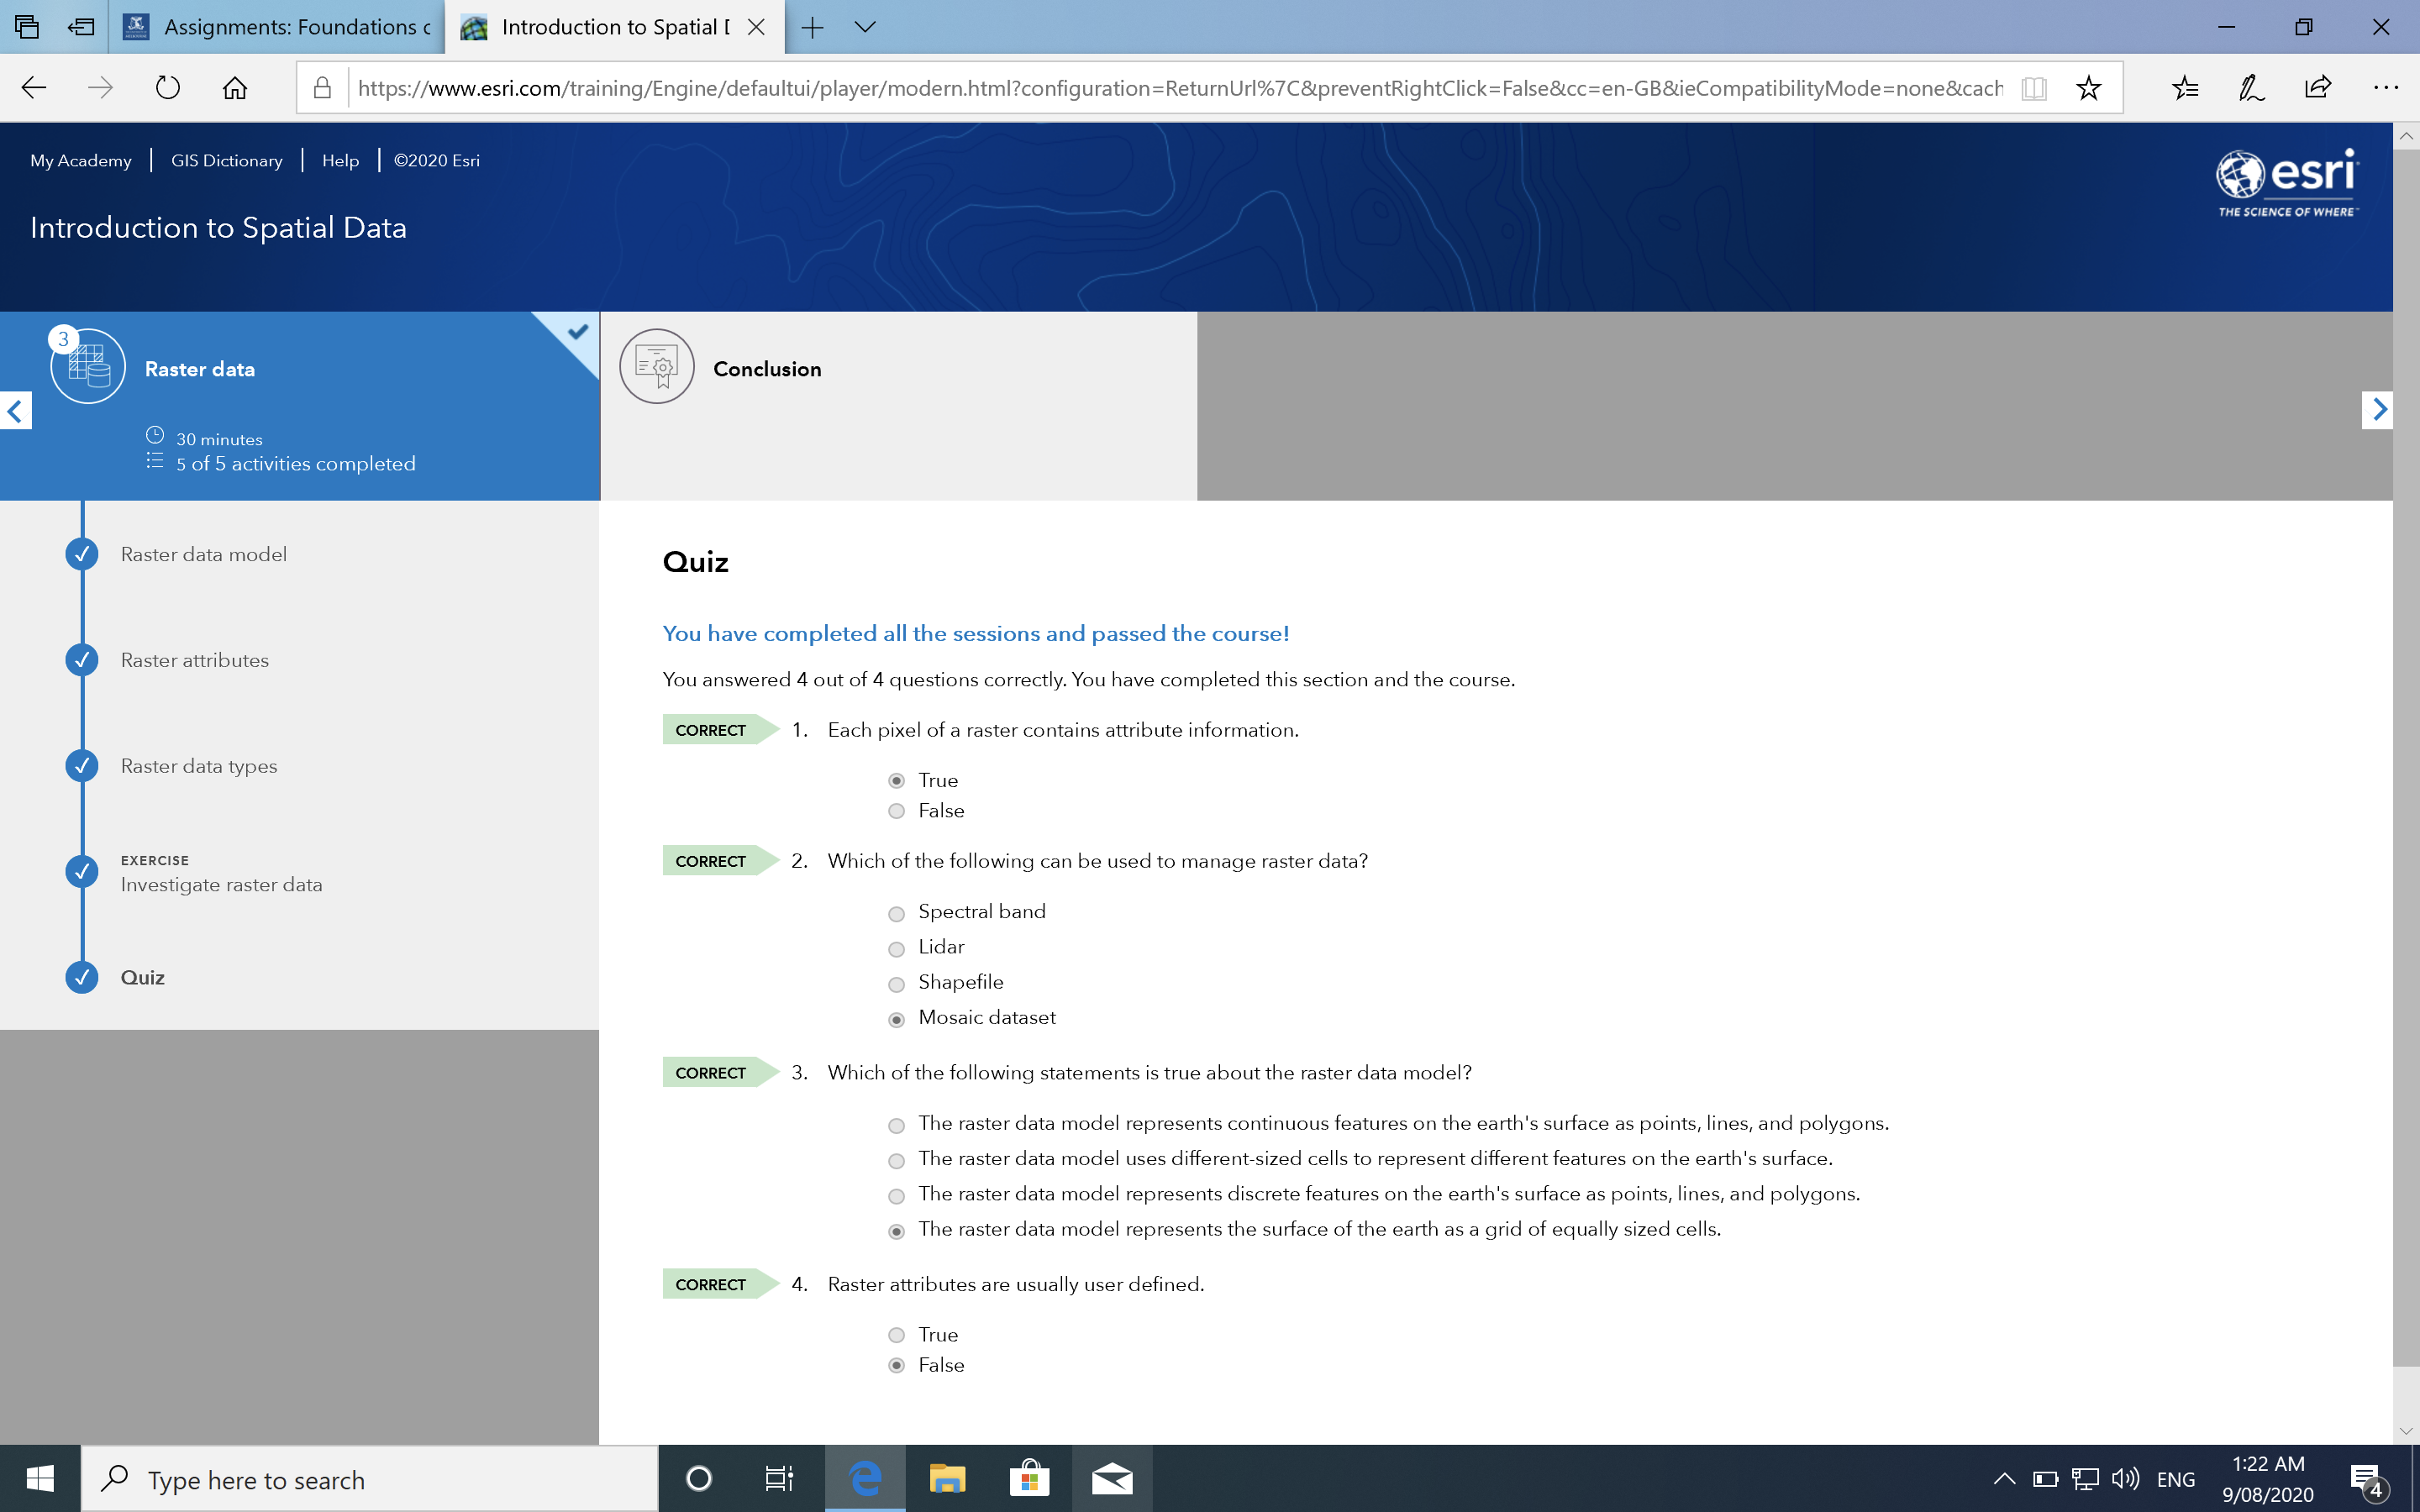 Assignments: Foundations c
Introduction to Spatial D
https://www.esri.com/training/Engine/defaultui/player/modern.html?configuration=ReturnUrl%7C&preventRightClick=False&cc=en-GB&ieCompatibilityMode=none&cach
My Academy | GIS Dictionary | Help | ©2020 Esri
esri
THE SCIENCE OF WHERE
Introduction to Spatial Data
3
Raster data
30 minutes
5 of 5 activities completed
Conclusion
Raster data model
Raster attributes
Raster data types
EXERCISE
Investigate raster data
Quiz
Quiz
You have completed all the sessions and passed the course!
You answered 4 out of 4 questions correctly. You have completed this section and the course.
CORRECT 1. Each pixel of a raster contains attribute information.
True
False
CORRECT 2. Which of the following can be used to manage raster data?
Spectral band
Lidar
Shapefile
Mosaic dataset
CORRECT 3. Which of the following statements is true about the raster data model?
The raster data model represents continuous features on the earth's surface as points, lines, and polygons.
The raster data model uses different-sized cells to represent different features on the earth's surface.
The raster data model represents discrete features on the earth's surface as points, lines, and polygons.
The raster data model represents the surface of the earth as a grid of equally sized cells.
CORRECT 4. Raster attributes are usually user defined.
True
False
Type here to search
ENG
1:22 AM
9/08/2020
4